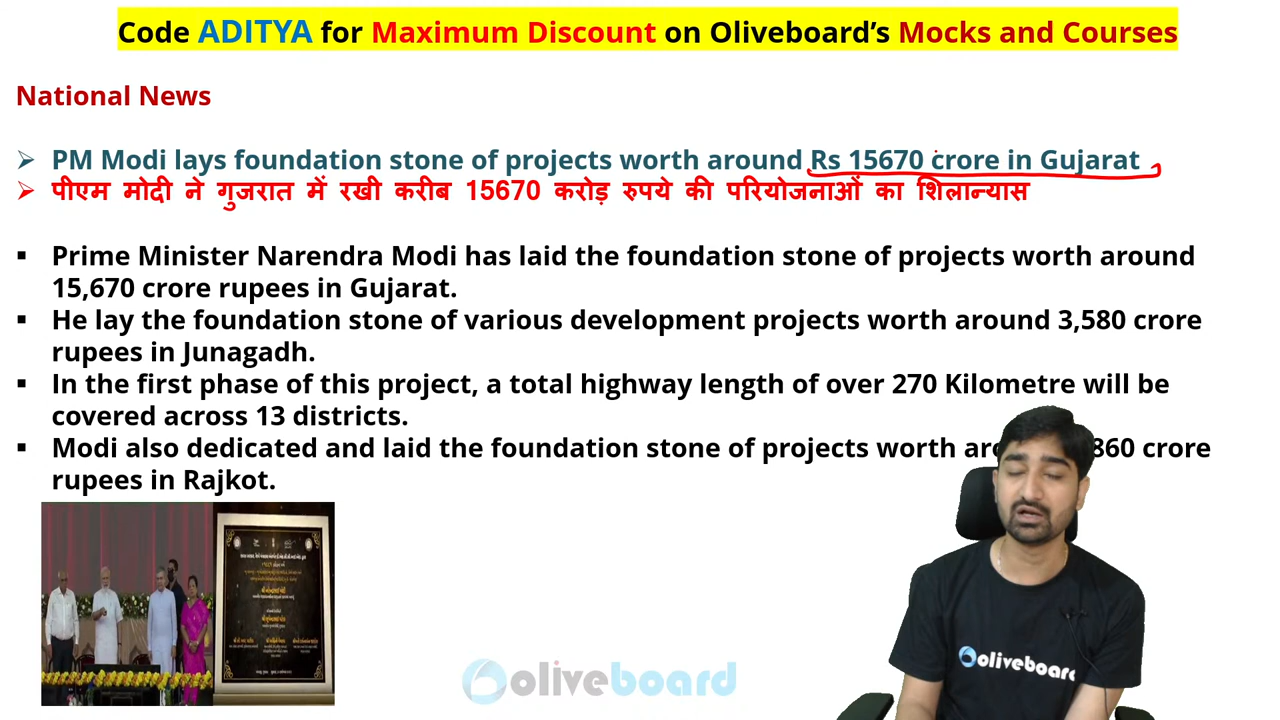 Code ADITYA for Maximum Discount on Oliveboard’s Mocks and Courses
National News
PM Modi lays foundation stone of projects worth around Rs 15670 crore in Gujarat
पीएम मोदी ने गुजरात में रखी करीब 15670 करोड़ रुपये की परियोजनाओं का शिलान्यास
Prime Minister Narendra Modi has laid the foundation stone of projects worth around
15,670 crore rupees in Gujarat.
He lay the foundation stone of various development projects worth around 3,580 crore
rupees in Junagadh.
In the first phase of this project, a total highway length of over 270 Kilometre will be
covered across 13 districts.
Modi also dedicated and laid the foundation stone of projects worth 860 crore
rupees in Rajkot.
oliveboard
oliveboard